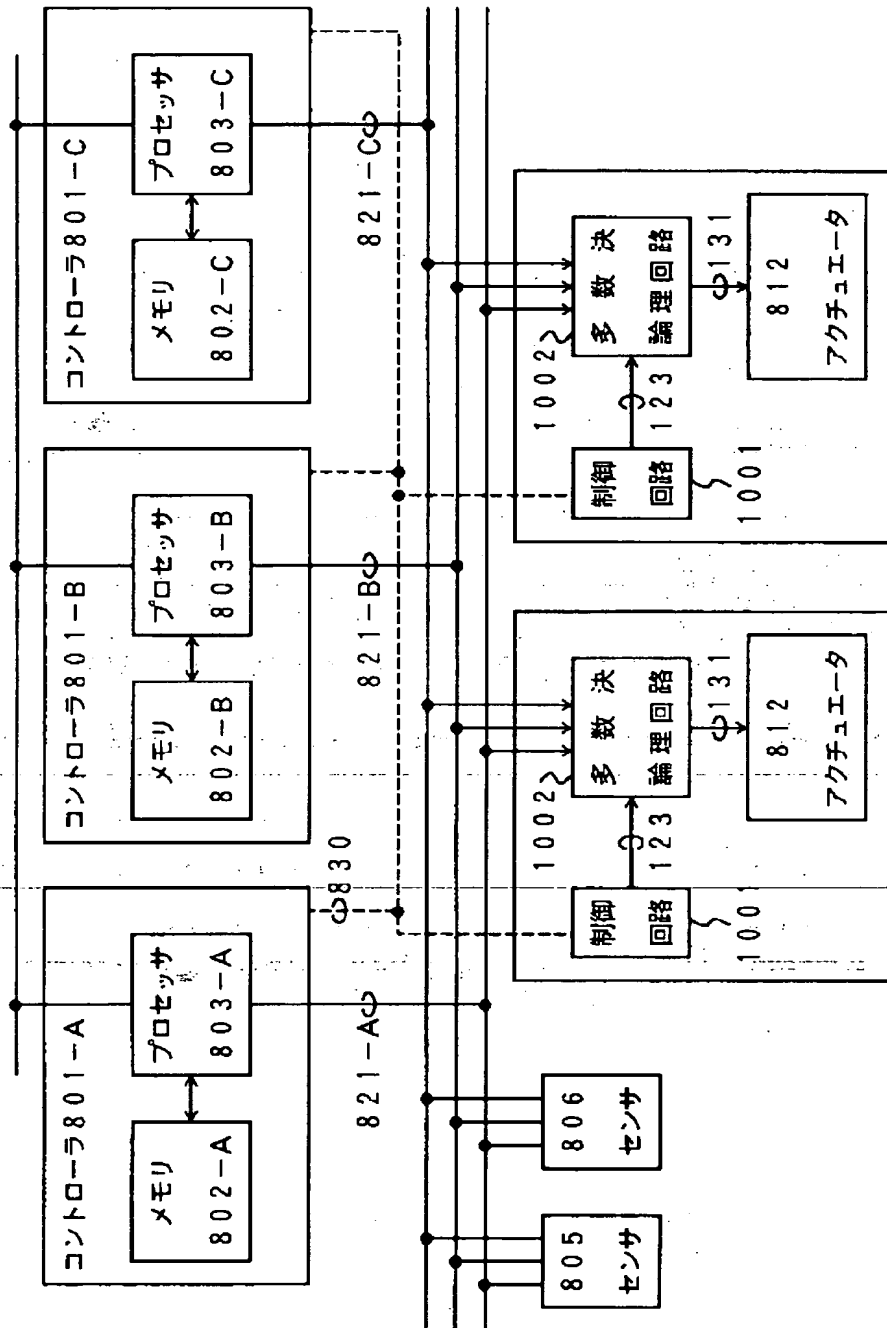 コントローラ801-A
メモリ
802-A
プロセッサ
803-A
コントローラ801-B
メモリ
802-B
プロセッサ
803-B
コントローラ801-C
メモリ
802-C
プロセッサ
803-C
821-A
830
821-B
821-C
805
センサ
806
センサ
制御
回路
1001
123
1002
多数決
論理回路
131
812
アクチュエータ
制御
回路
1001
123
1002
多数決
論理回路
131
812
アクチュエータ